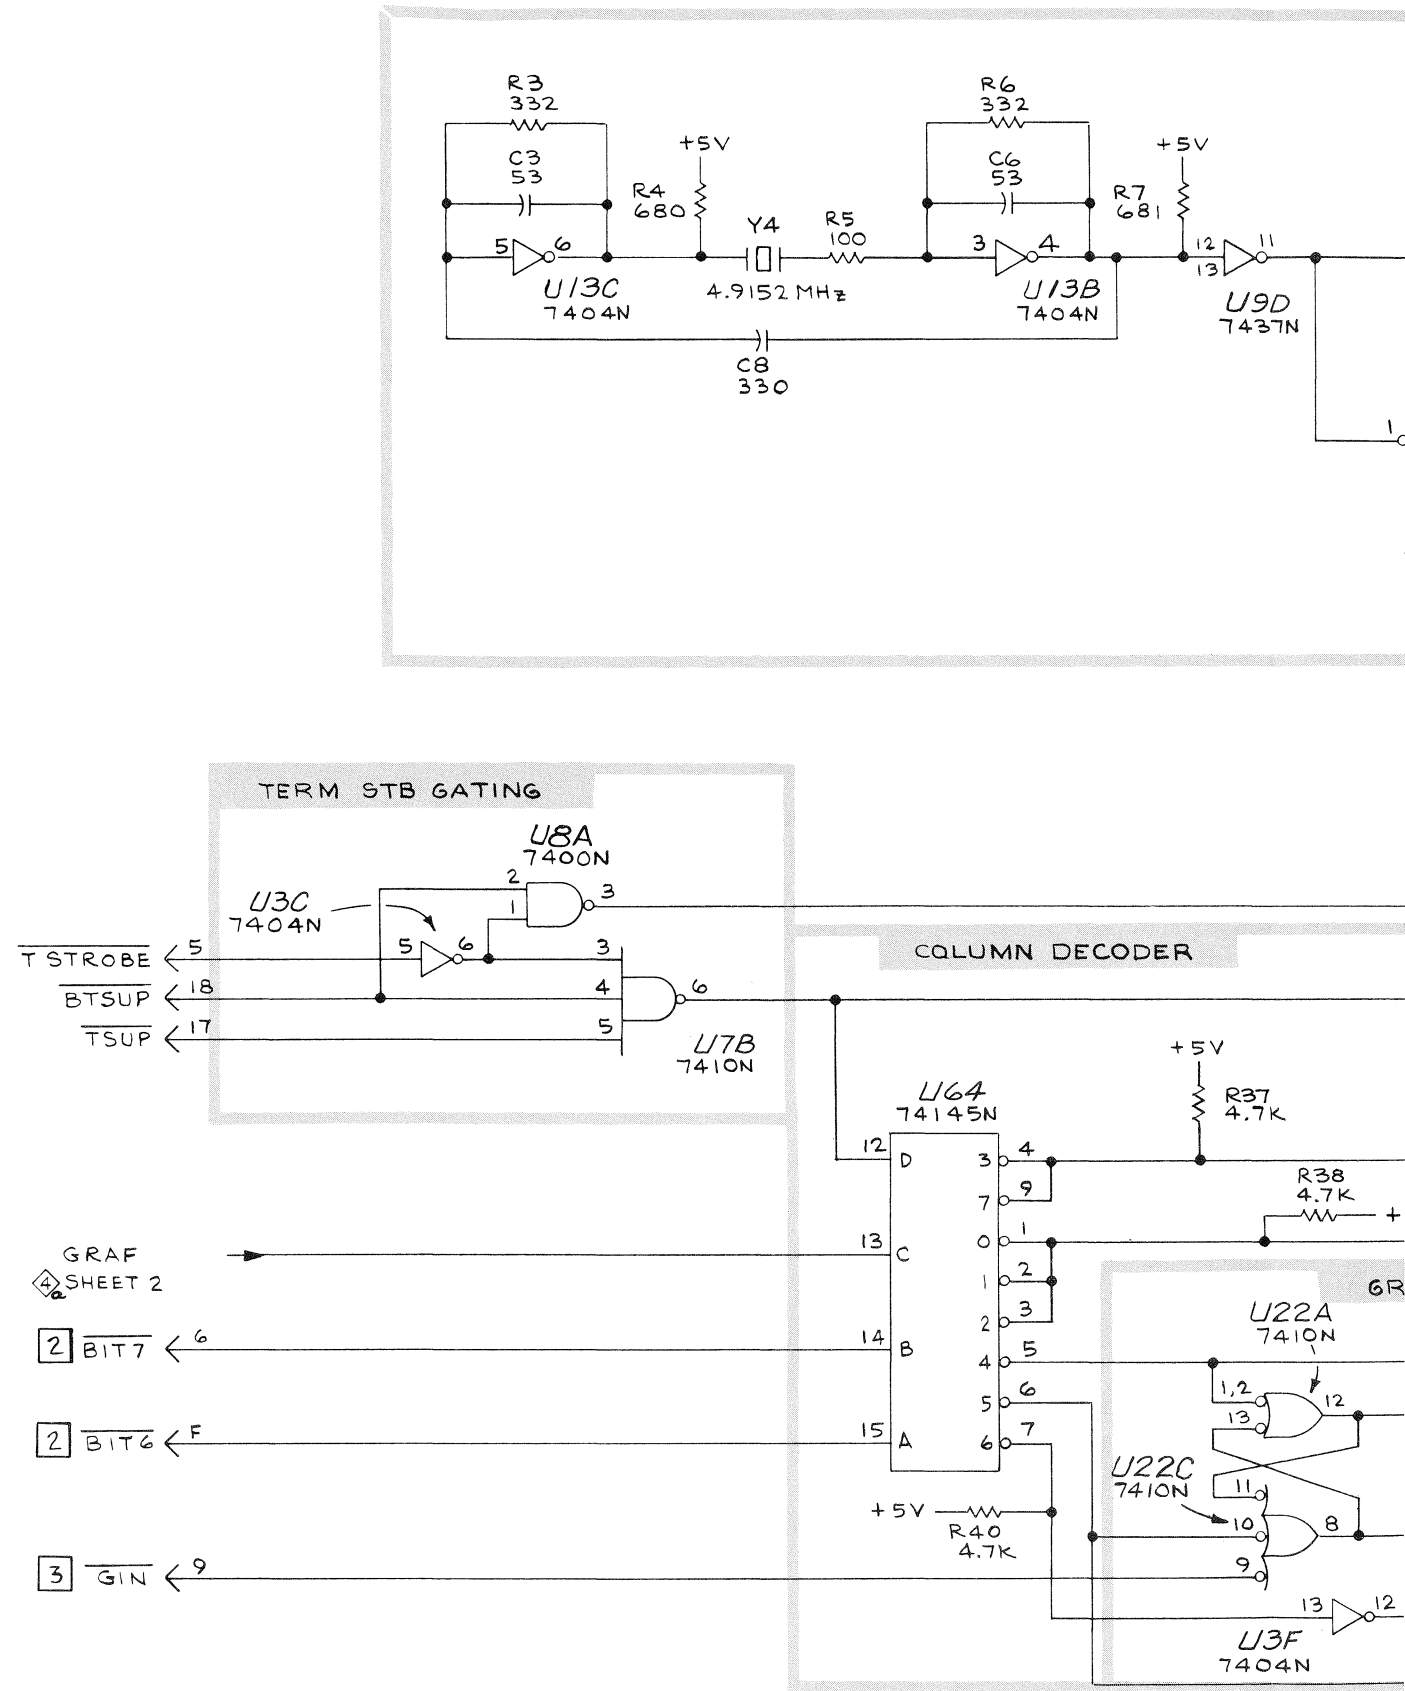 R3
332
C3
53
R4
680
+5V
5
6
U13C
7404N
Y4
4.9152 MHz
R5
100
R6
332
C6
53
3
4
U13B
7404N
R7
681
+5V
12
13
11
U9D
7437N
C8
330
1
TERM STB GATING
U8A
7400N
2
1
3
U3C
7404N
T STROBE
5
5
6
3
BTSUP
18
4
6
TSUP
17
5
U7B
7410N
COLUMN DECODER
+5V
R37
4.7K
U64
74145N
12
D
3
4
7
9
R38
4.7K
+
GRAF
4
a
SHEET 2
13
C
0
1
1
2
2
3
2
BIT7
6
14
B
4
5
5
6
2
BIT6
F
15
A
6
7
GR
U22A
7410N
1,2
13
12
U22C
7410N
11
10
9
8
+5V
R40
4.7K
3
GIN
9
13
12
U3F
7404N